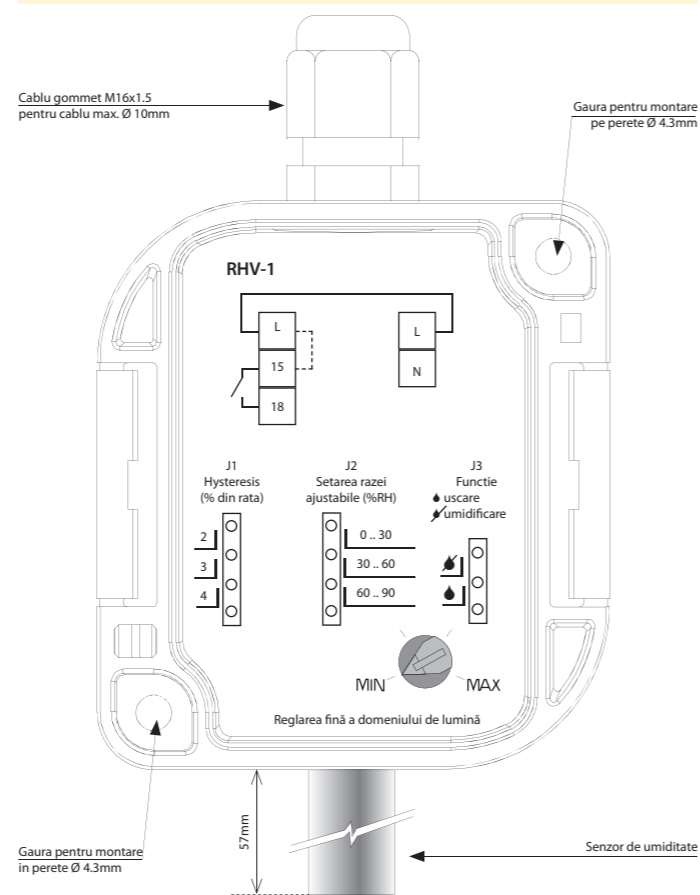 Cablu gommet M16x1.5
pentru cablu max. Ø 10mm
Gaura pentru montare
pe perete Ø 4.3mm
RHV-1
L
15
18
L
N
J1
Hysteresis
(% din rata)
2
3
4
J2
Setarea razei
ajustabile (%RH)
0 .. 30
30 .. 60
60 .. 90
J3
Functie
uscare
umidificare
MIN
MAX
Reglarea fină a domeniului de lumină
57mm
Gaura pentru montare
in perete Ø 4.3mm
Senzor de umiditate